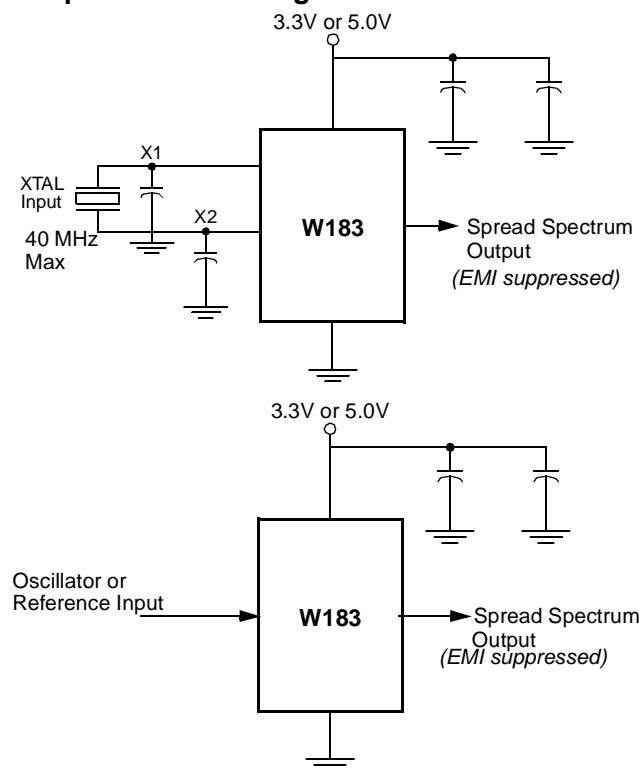 3.3V or 5.0V
X1
XTAL
Input
X2
40 MHz
Max
W183
Spread Spectrum
Output
(EMI suppressed)
3.3V or 5.0V
Oscillator or
Reference Input
W183
Spread Spectrum
Output
(EMI suppressed)